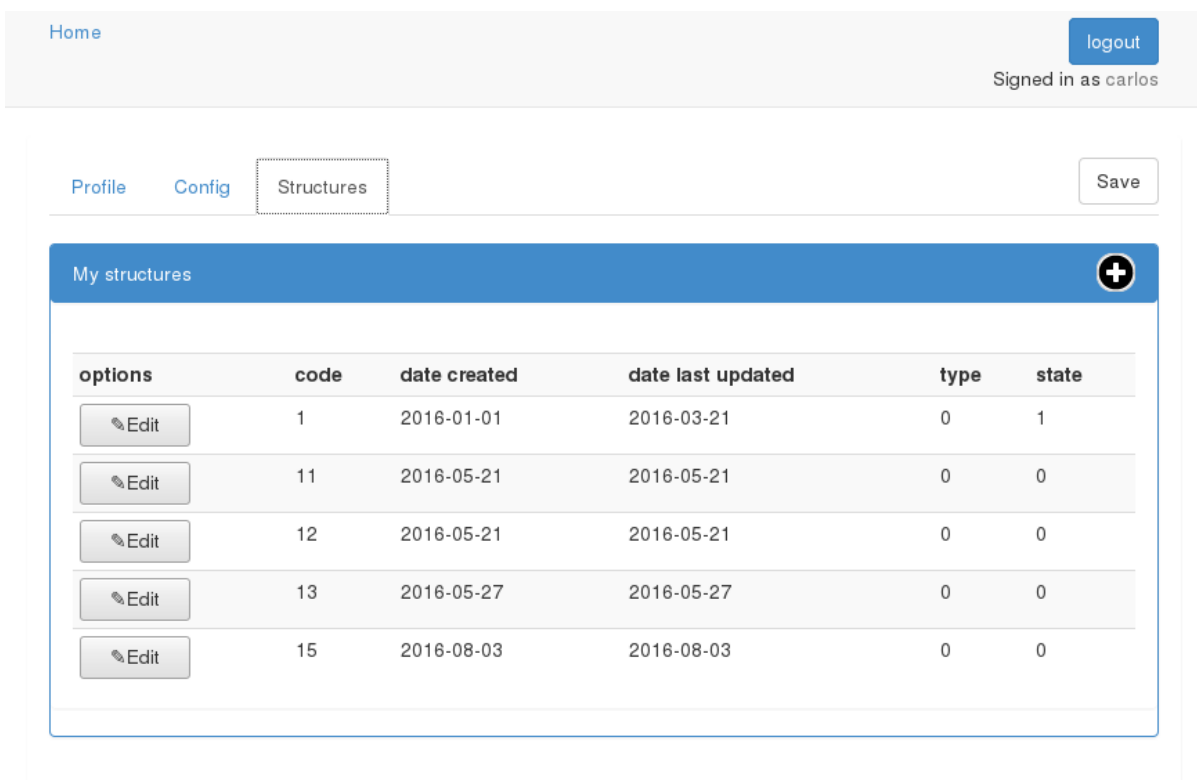 Home
logout
Signed in as carlos
Profile Config Structures Save
My structures
options code date created date last updated type state
✎Edit 1 2016-01-01 2016-03-21 0 1
✎Edit 11 2016-05-21 2016-05-21 0 0
✎Edit 12 2016-05-21 2016-05-21 0 0
✎Edit 13 2016-05-27 2016-05-27 0 0
✎Edit 15 2016-08-03 2016-08-03 0 0